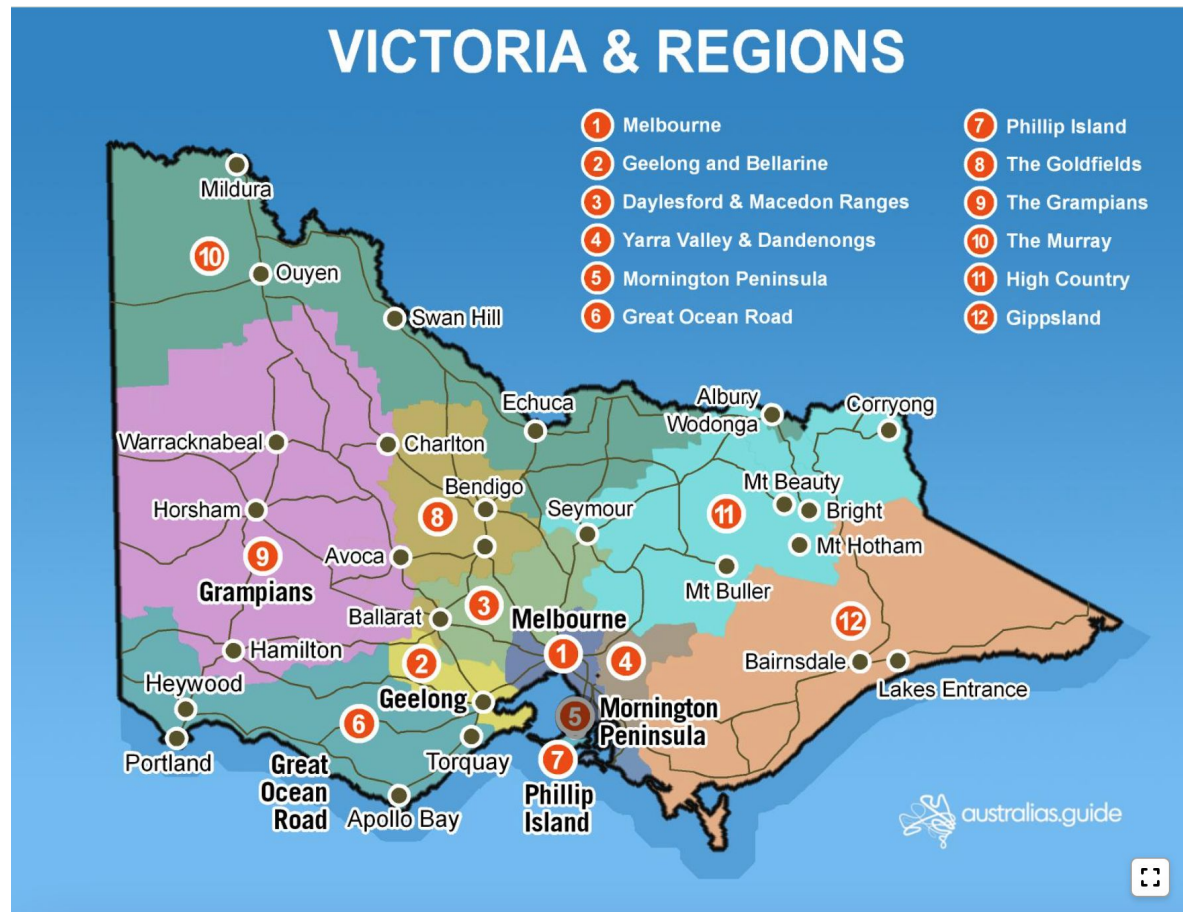 VICTORIA & REGIONS
1 Melbourne
2 Geelong and Bellarine
3 Daylesford & Macedon Ranges
4 Yarra Valley & Dandenongs
5 Mornington Peninsula
6 Great Ocean Road
7 Phillip Island
8 The Goldfields
9 The Grampians
10 The Murray
11 High Country
12 Gippsland
Mildura
10
Ouyen
Swan Hill
Echuca
Albury
Wodonga
Corryong
Warracknabeal
Charlton
Bendigo
Mt Beauty
Horsham
8
Seymour
11
Bright
Avoca
9
Mt Hotham
Grampians
Mt Buller
Ballarat
3
Melbourne
12
Hamilton
2
1
4
Bairnsdale
Heywood
Geelong
Lakes Entrance
6
5
Mornington
Peninsula
Portland
Great
Ocean
Road
Torquay
7
Phillip
Island
Apollo Bay
australias.guide